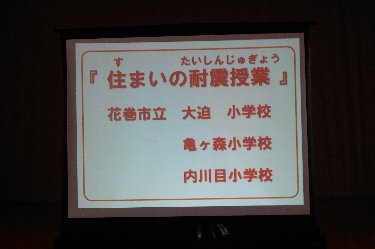 す たいしんじゅぎょう
『 住まいの耐震授業 』
花巻市立 大迫 小学校
亀ヶ森小学校
内川目小学校